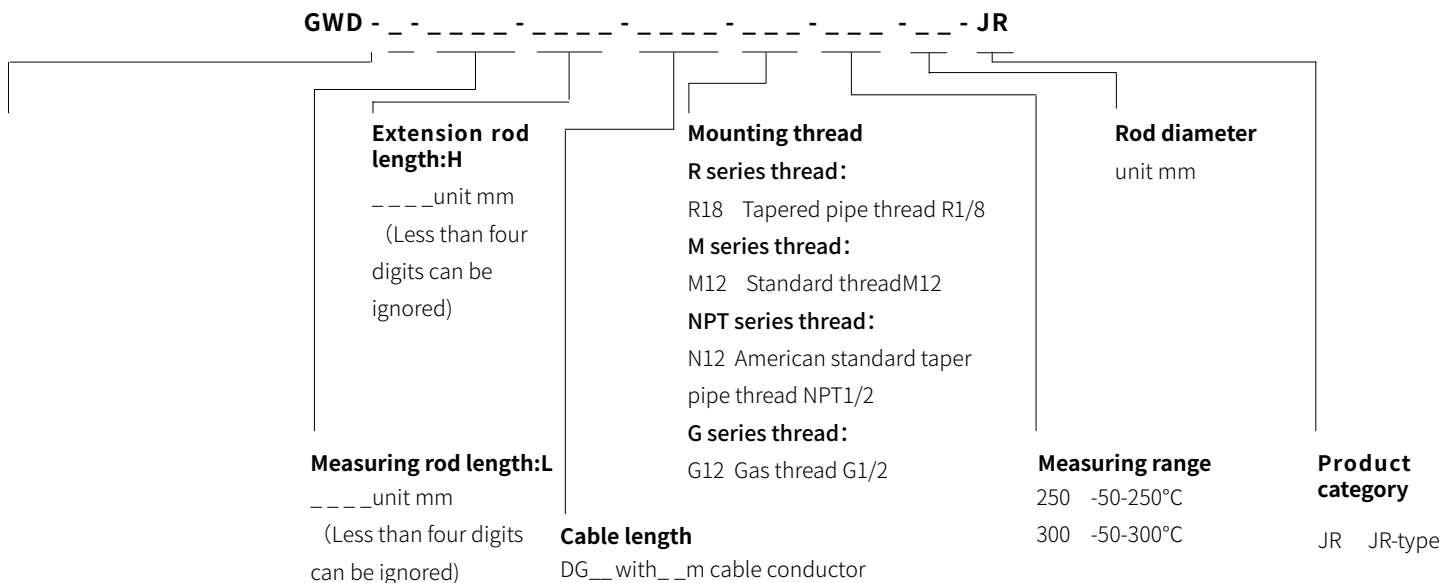 GWD - _ - _ _ _ _ - _ _ _ _ - _ _ _ _ - _ _ _ - _ _ _ - _ _ - JR
Extension rod
length:H
_ _ _ _unit mm
（Less than four
digits can be
ignored)
Mounting thread
R series thread：
R18 Tapered pipe thread R1/8
M series thread：
M12 Standard threadM12
NPT series thread：
N12 American standard taper
pipe thread NPT1/2
G series thread：
G12 Gas thread G1/2
Rod diameter
unit mm
Measuring rod length:L
_ _ _ _unit mm
（Less than four digits
can be ignored)
Cable length
DG__ with_ _m cable conductor
Measuring range
250 -50-250°C
300 -50-300°C
Product
category
JR JR-type